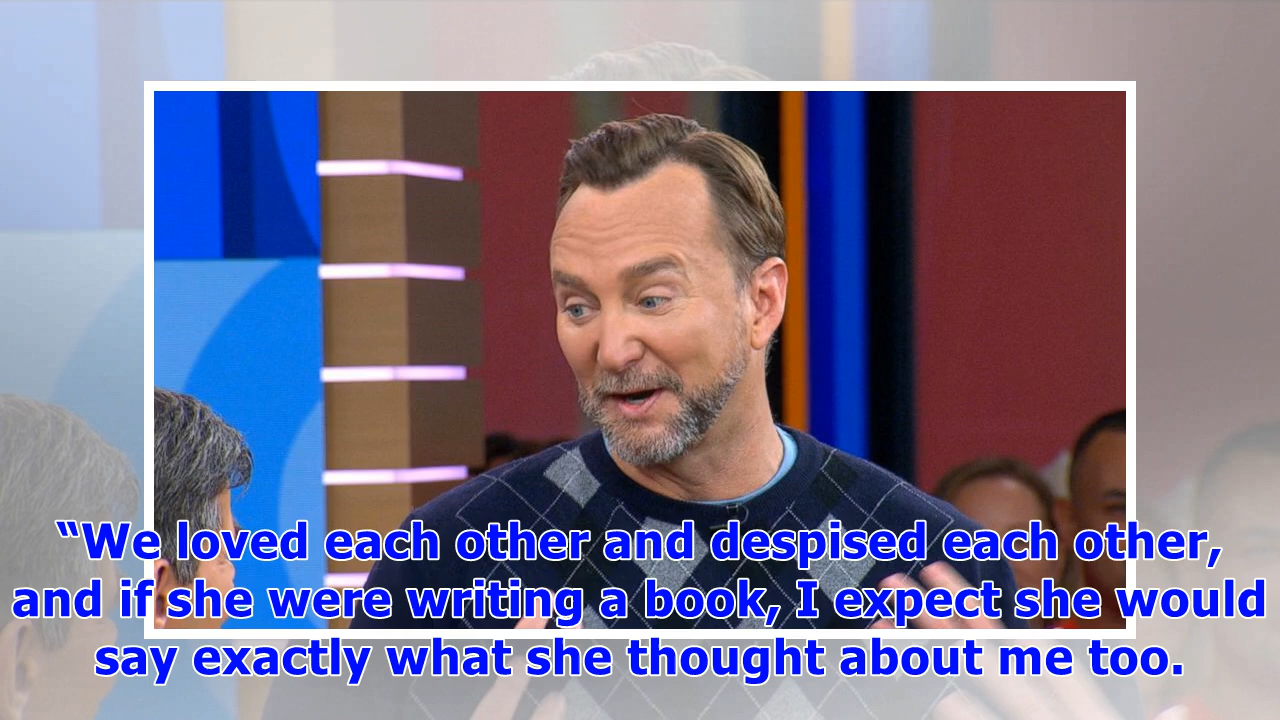 “We loved each other and despised each other,
and if she were writing a book, I expect she would
say exactly what she thought about me too.